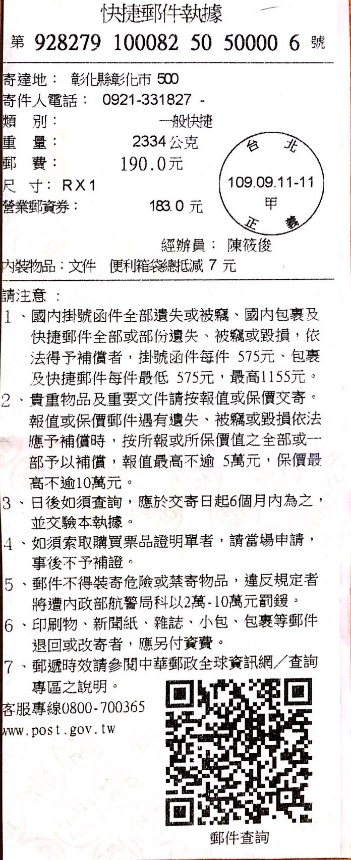 快捷郵件執據
第 928279 100082 50 50000 6 號
寄達地： 彰化縣彰化市 500
寄件人電話： 0921-331827 -
類 別： 一般快捷
重 量： 2334 公克
郵 費： 190.0 元
尺 寸：RX1
營業郵資券： 183.0 元
台北
109.09.11-11
甲
正義
經辦員： 陳筱俊
內裝物品：文件 便利箱袋總抵減 7 元
請注意：
1、國內掛號函件全部遺失或被竊、國內包裹及
快捷郵件全部或部份遺失、被竊或毀損，依
法得予補償者，掛號函件每件 575元、包裹
及快捷郵件每件最低 575元，最高1155元。
2、貴重物品及重要文件請按報值或保價交寄。
報值或保價郵件遇有遺失、被竊或毀損依法
應予補償時，按所報或所保價值之全部或一
部予以補償，報值最高不逾 5萬元，保價最
高不逾10萬元。
3、日後如須查詢，應於交寄日起6個月內為之，
並交驗本執據。
4、如須索取購買票品證明單者，請當場申請，
事後不予補證。
5、郵件不得裝寄危險或禁寄物品，違反規定者
將遭內政部航警局科以2萬-10萬元罰鍰。
6、印刷物、新聞紙、雜誌、小包、包裹等郵件
退回或改寄者，應另付資費。
7、郵遞時效請參閱中華郵政全球資訊網／查詢
專區之說明。
客服專線0800-700365
www.post.gov.tw
郵件查詢